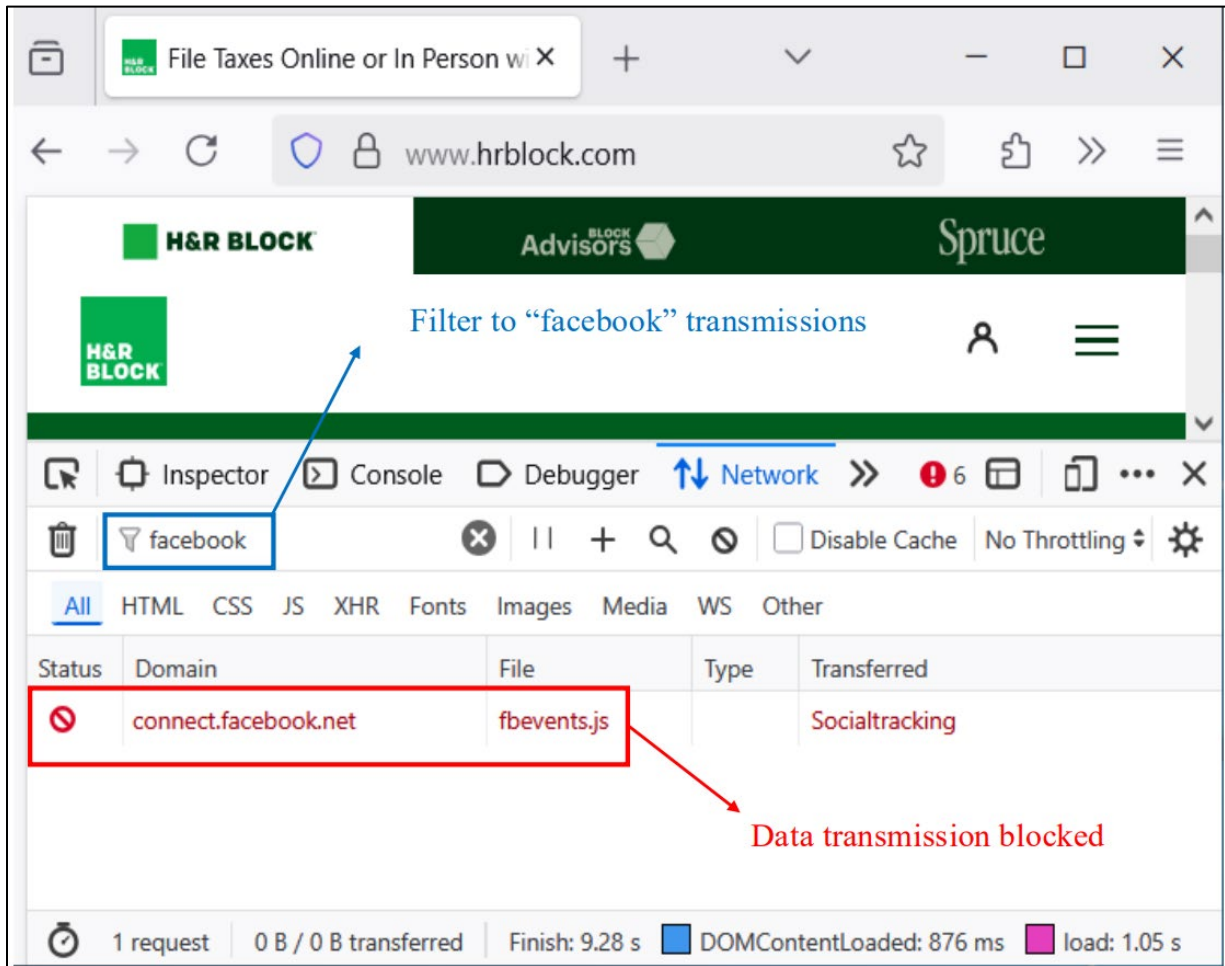 H&R BLOCK File Taxes Online or In Person wi
www.hrblock.com
H&R BLOCK BLOCK Advisors Spruce
Filter to “facebook” transmissions
H&R
BLOCK
Inspector Console Debugger Network 6
facebook Disable Cache No Throttling
All HTML CSS JS XHR Fonts Images Media WS Other
Status Domain File Type Transferred
connect.facebook.net fbevents.js Socialtracking
Data transmission blocked
1 request 0 B / 0 B transferred Finish: 9.28 s DOMContentLoaded: 876 ms load: 1.05 s